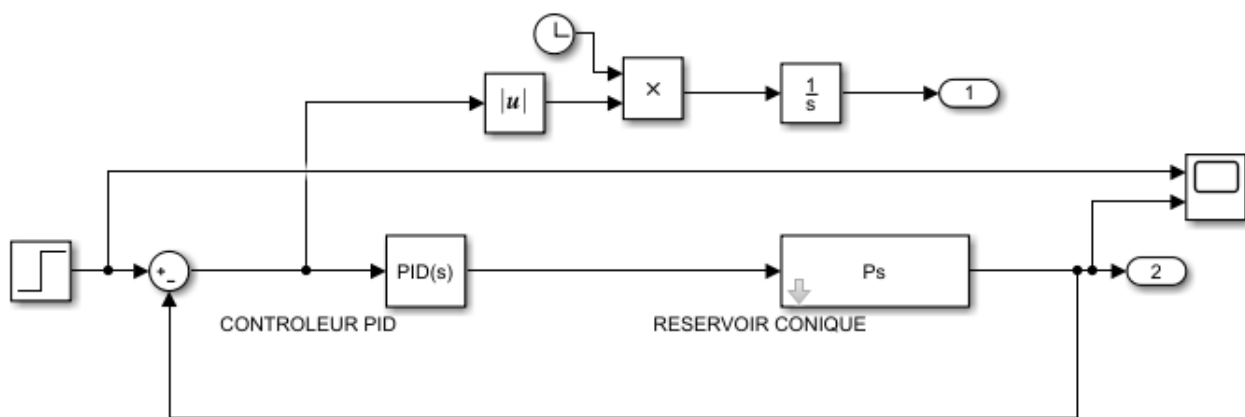 |u|
×
1
s
1
+
−
PID(s)
Ps
2
CONTROLEUR PID
RESERVOIR CONIQUE